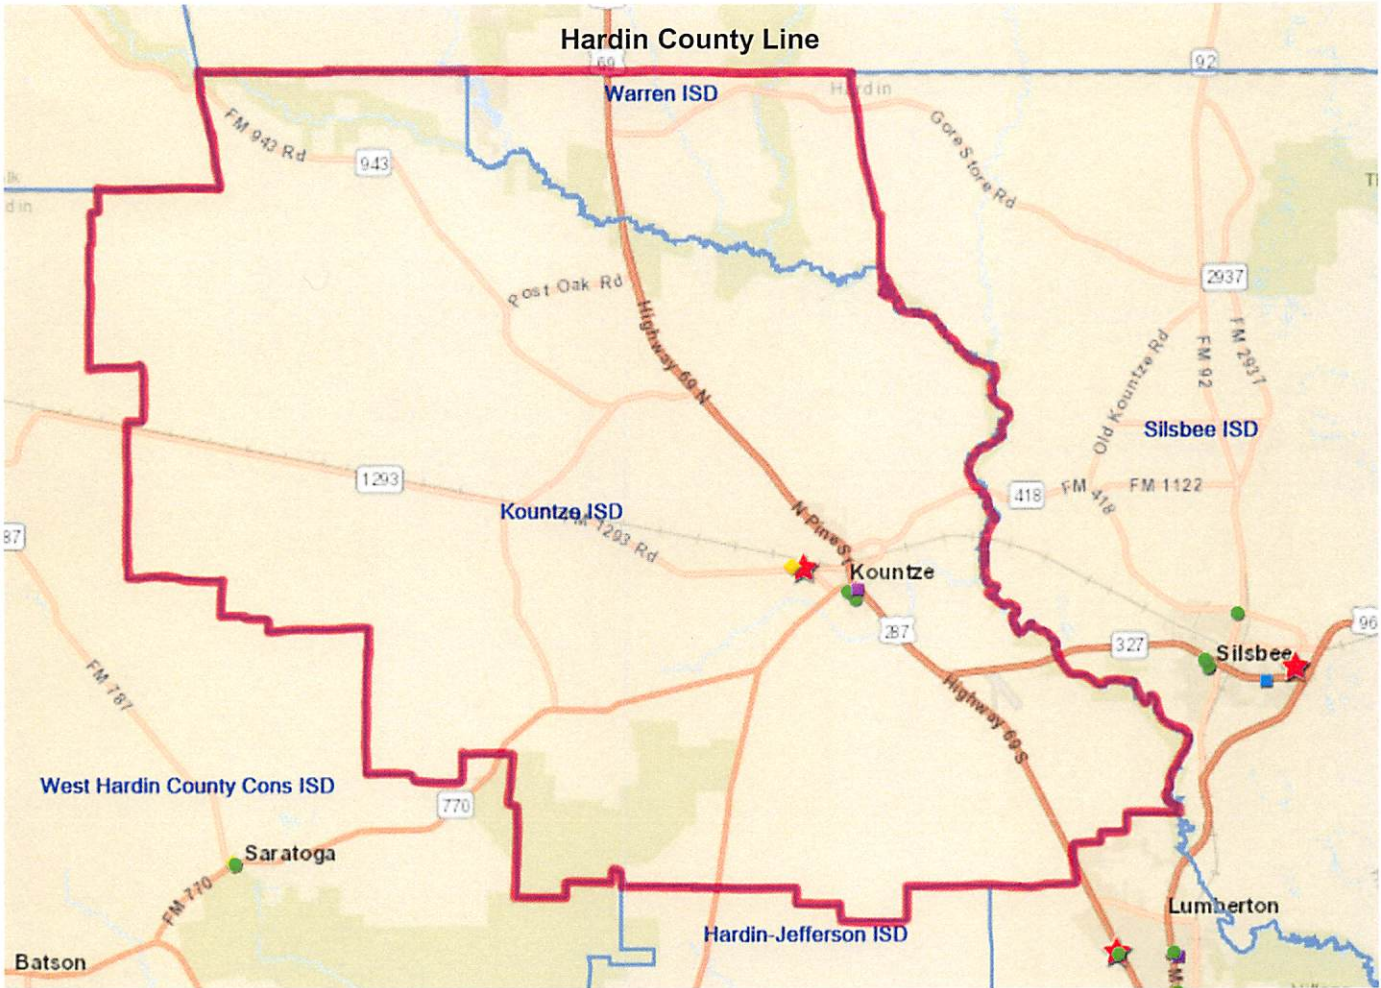 Hardin County Line
69
92
Warren ISD
Hardin
FM 943 Rd
943
Gore Store Rd
lk
din
2937
Post Oak Rd
Highway 69 N
Old Kountze Rd
FM 92
FM 2937
Silsbee ISD
1293
418
FM 418
FM 1122
Kountze ISD
N Pine S
87
1293 Rd
Kountze
287
96
327
Silsbee
FM 787
Highway 69 S
West Hardin County Cons ISD
770
Saratoga
FM 770
Lumberton
Hardin-Jefferson ISD
Batson